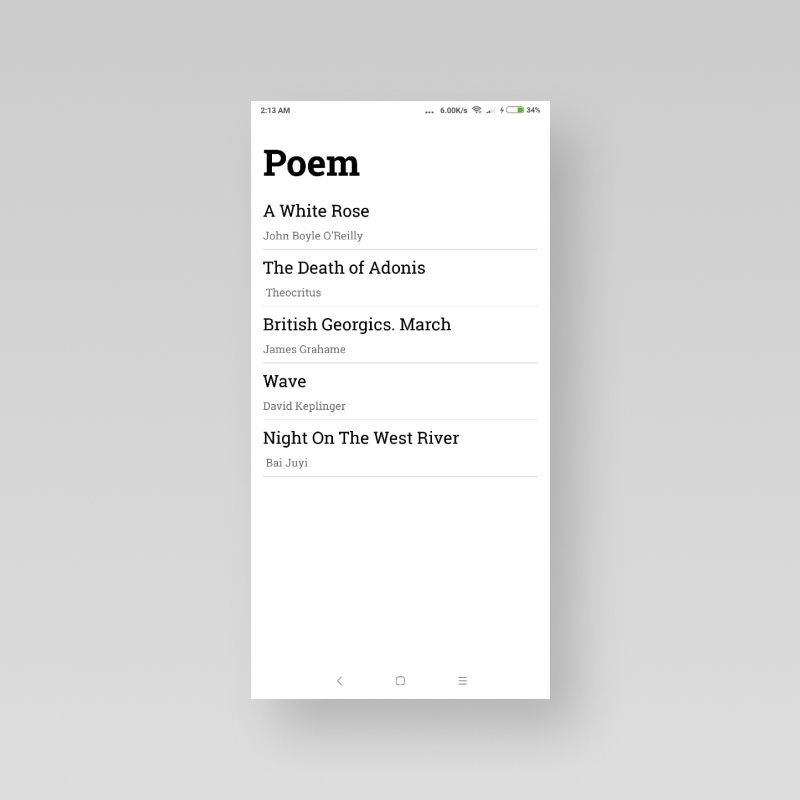 2:13 AM
... 6.00K/s 34%
Poem
A White Rose
John Boyle O'Reilly
The Death of Adonis
Theocritus
British Georgics. March
James Grahame
Wave
David Keplinger
Night On The West River
Bai Juyi